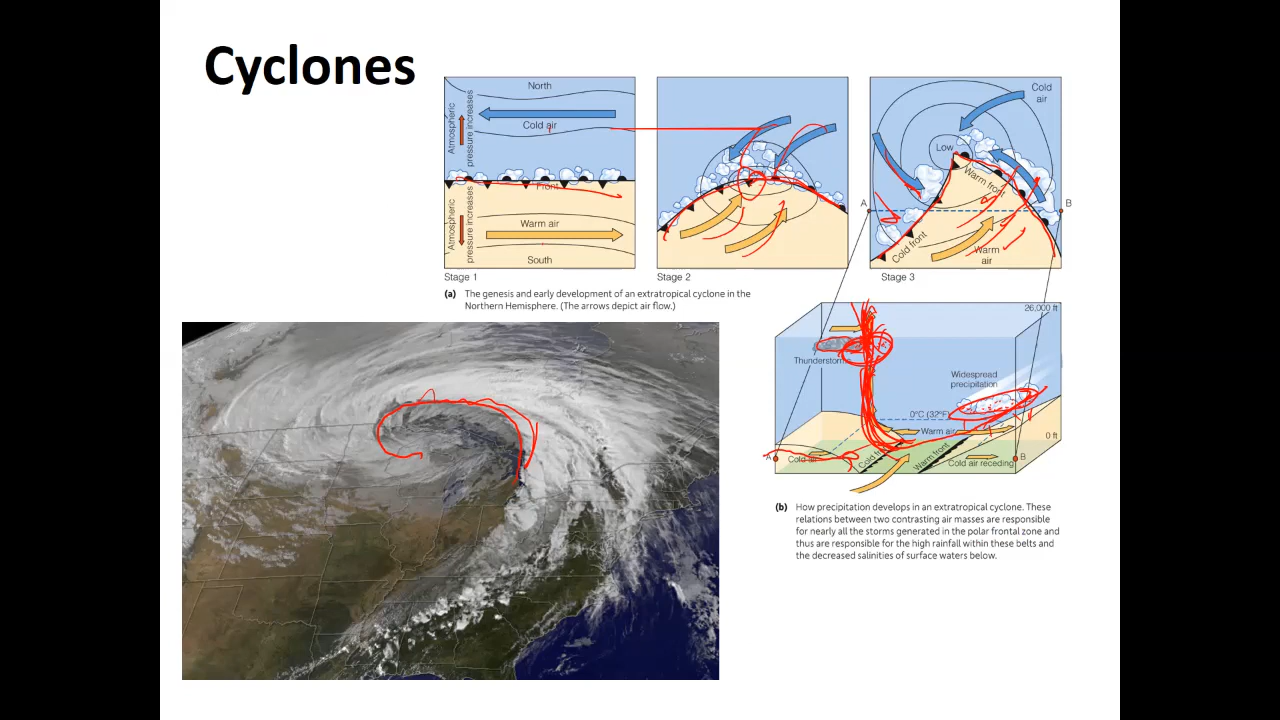 Cyclones
North
Atmospheric
pressure increases
Cold air
Front
Atmospheric
pressure increases
Warm air
South
Stage 1
Stage 2
Cold
air
Low
Warm front
A
B
Cold front
Warm
air
Stage 3
(a) The genesis and early development of an extratropical cyclone in the
Northern Hemisphere. (The arrows depict air flow.)
26,000 ft
Thunderstorms
Widespread
precipitation
0°C (32°F)
Warm air
0 ft
A
Cold air
Cold front
Warm front
Cold air receding
B
(b) How precipitation develops in an extratropical cyclone. These
relations between two contrasting air masses are responsible
for nearly all the storms generated in the polar frontal zone and
thus are responsible for the high rainfall within these belts and
the decreased salinities of surface waters below.